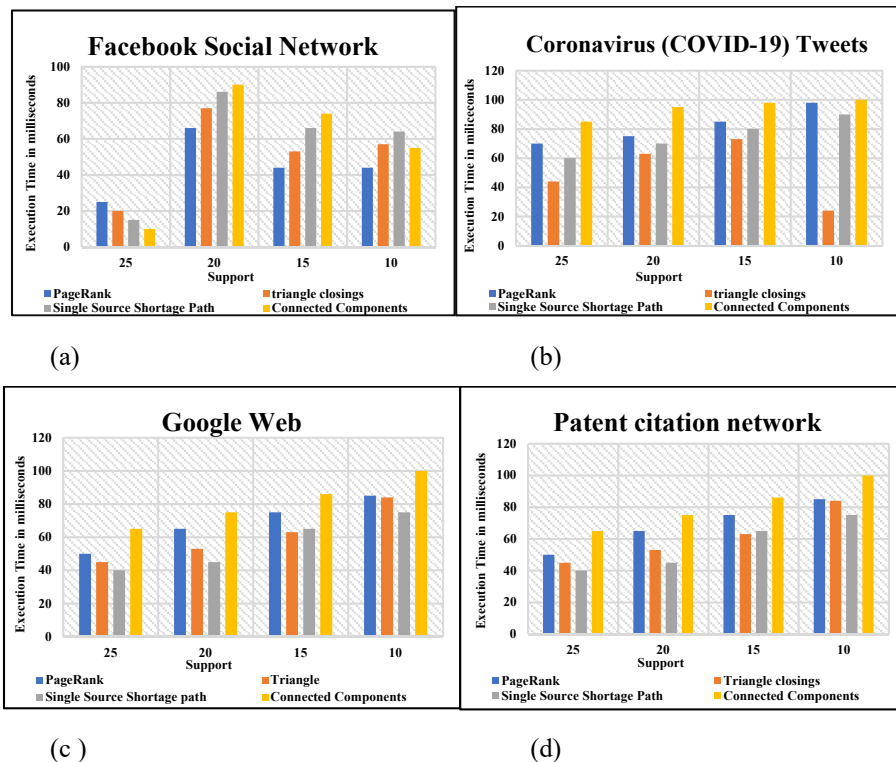 Facebook Social Network
Execution Time in milliseconds
100
80
60
40
20
0
25 20 15 10
Support
PageRank triangle closings
Single Source Shortage Path Connected Components
(a)
Coronavirus (COVID-19) Tweets
Execution Time in miliceconds
120
100
80
60
40
20
0
25 20 15 10
Support
PageRank triangle closings
Singke Source Shortage Path Connected Components
(b)
Google Web
Execution Time in milliseconds
120
100
80
60
40
20
0
25 20 15 10
Support
PageRank Triangle
Single Source Shortage path Connected Components
(c )
Patent citation network
Execution Time in milliseconds
120
100
80
60
40
20
0
25 20 15 10
Support
PageRank Triangle closings
Single Source Shortage Path Connected Components
(d)